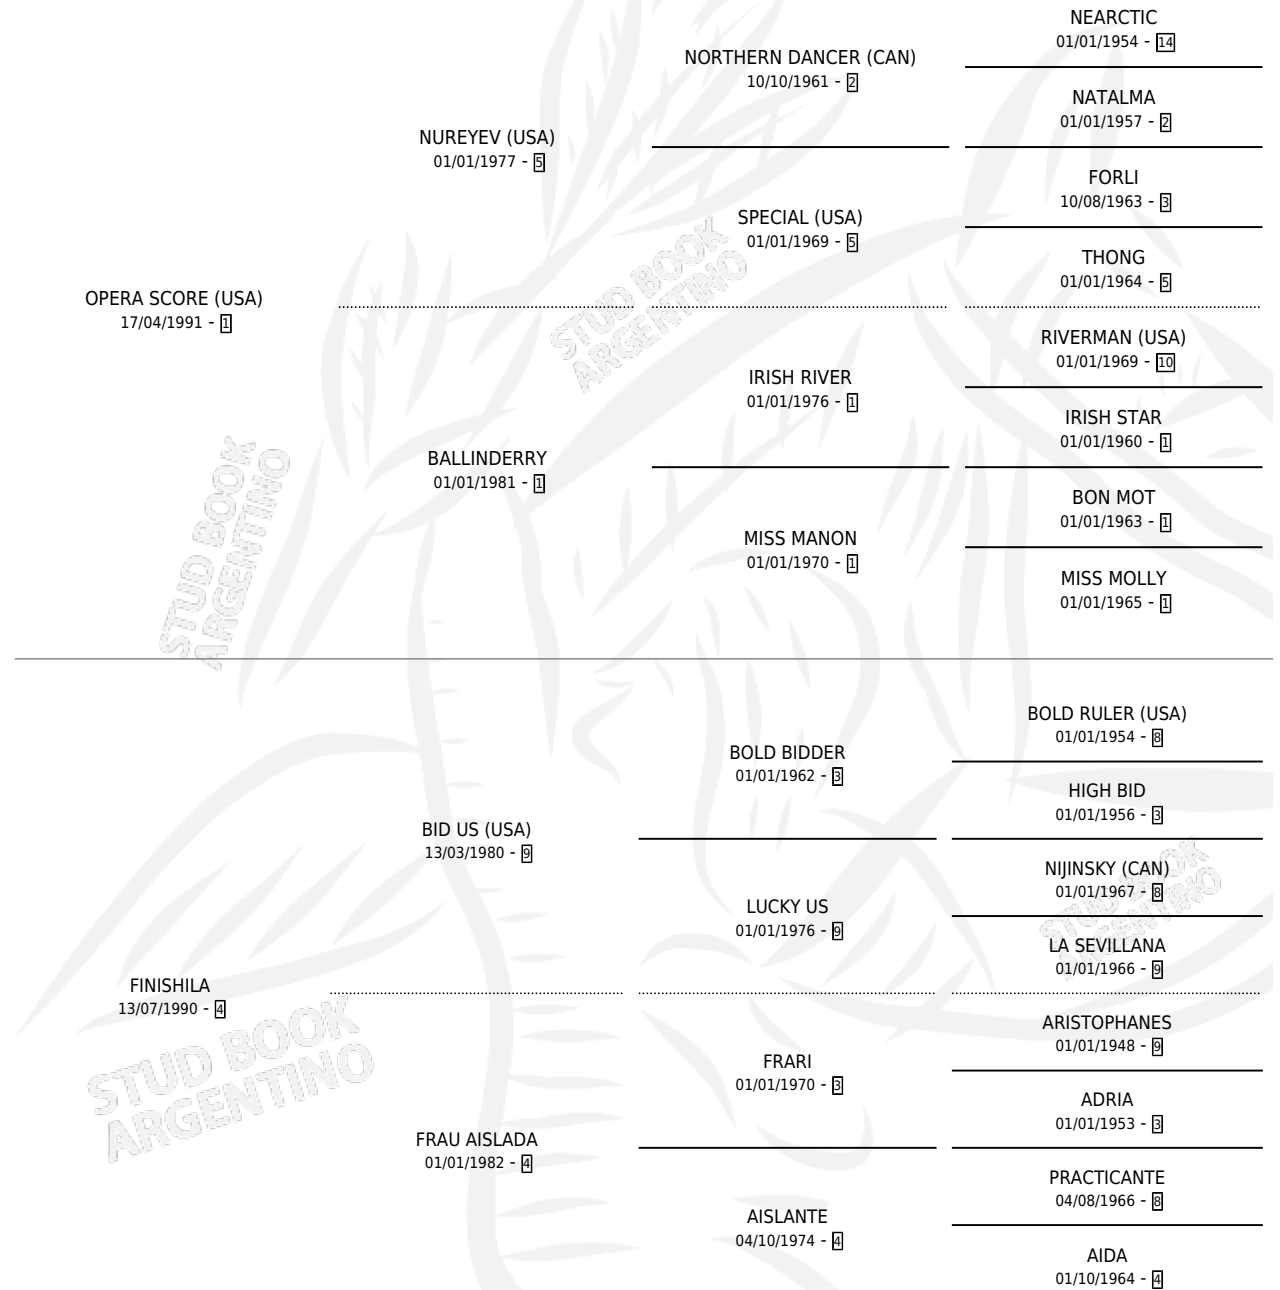 NEARCTIC
01/01/1954 - 14
NORTHERN DANCER (CAN)
10/10/1961 - 2
NATALMA
01/01/1957 - 2
NUREYEV (USA)
01/01/1977 - 5
FORLI
10/08/1963 - 3
SPECIAL (USA)
01/01/1969 - 5
THONG
01/01/1964 - 5
OPERA SCORE (USA)
17/04/1991 - 1
RIVERMAN (USA)
01/01/1969 - 10
IRISH RIVER
01/01/1976 - 1
IRISH STAR
01/01/1960 - 1
BALLINDERRY
01/01/1981 - 1
BON MOT
01/01/1963 - 1
MISS MANON
01/01/1970 - 1
MISS MOLLY
01/01/1965 - 1
STUD BOOK
ARGENTINO
STUD BOOK
ARGENTINO
BOLD RULER (USA)
01/01/1954 - 8
BOLD BIDDER
01/01/1962 - 3
HIGH BID
01/01/1956 - 3
BID US (USA)
13/03/1980 - 9
NIJINSKY (CAN)
01/01/1967 - 8
LUCKY US
01/01/1976 - 9
LA SEVILLANA
01/01/1966 - 9
STUD BOOK
ARGENTINO
FINISHILA
13/07/1990 - 4
ARISTOPHANES
01/01/1948 - 9
FRARI
01/01/1970 - 3
ADRIA
01/01/1953 - 3
STUD BOOK
ARGENTINO
FRAU AISLADA
01/01/1982 - 4
PRACTICANTE
04/08/1966 - 8
AISLANTE
04/10/1974 - 4
AIDA
01/10/1964 - 4